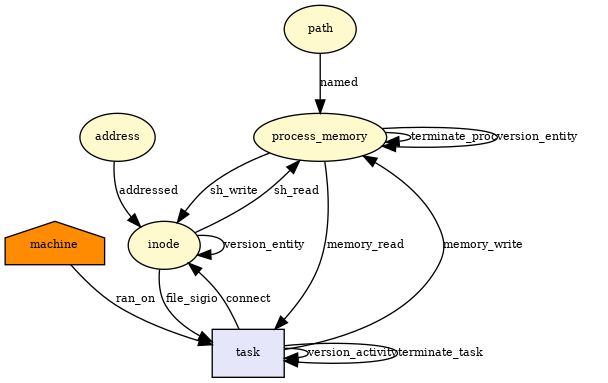 path
named
address
process_memory
terminate_proc
version_entity
addressed
sh_write
sh_read
machine
inode
version_entity
memory_read
memory_write
ran_on
file_sigio
connect
task
version_activity
terminate_task